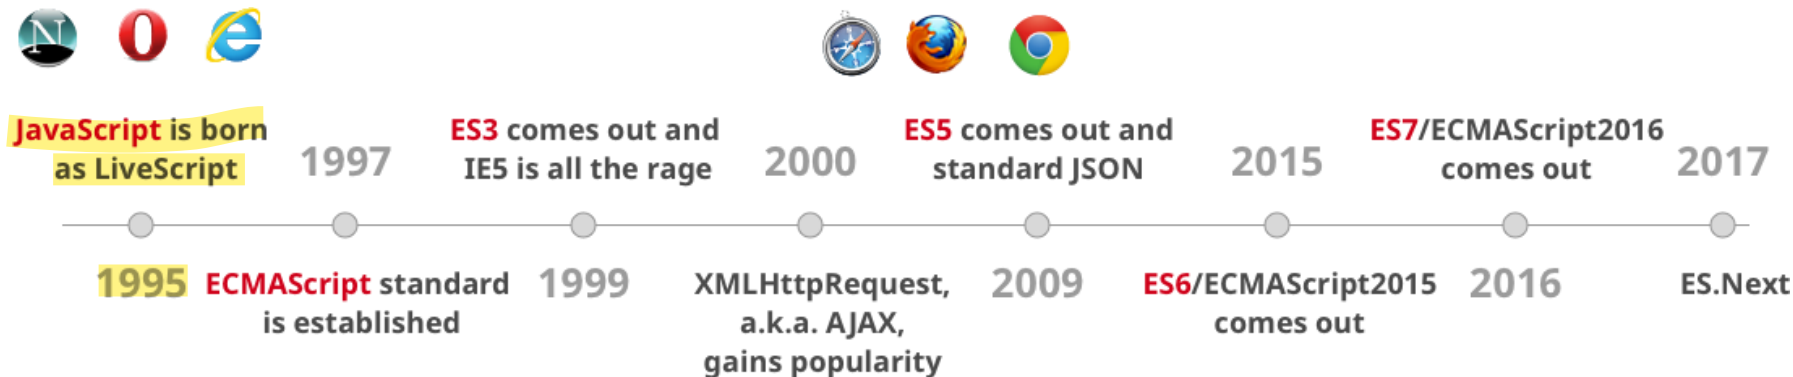 JavaScript is born
as LiveScript
1995
1997
ECMAScript standard
is established
ES3 comes out and
IE5 is all the rage
1999
2000
XMLHttpRequest,
a.k.a. AJAX,
gains popularity
ES5 comes out and
standard JSON
2009
2015
ES6/ECMAScript2015
comes out
ES7/ECMAScript2016
comes out
2016
2017
ES.Next